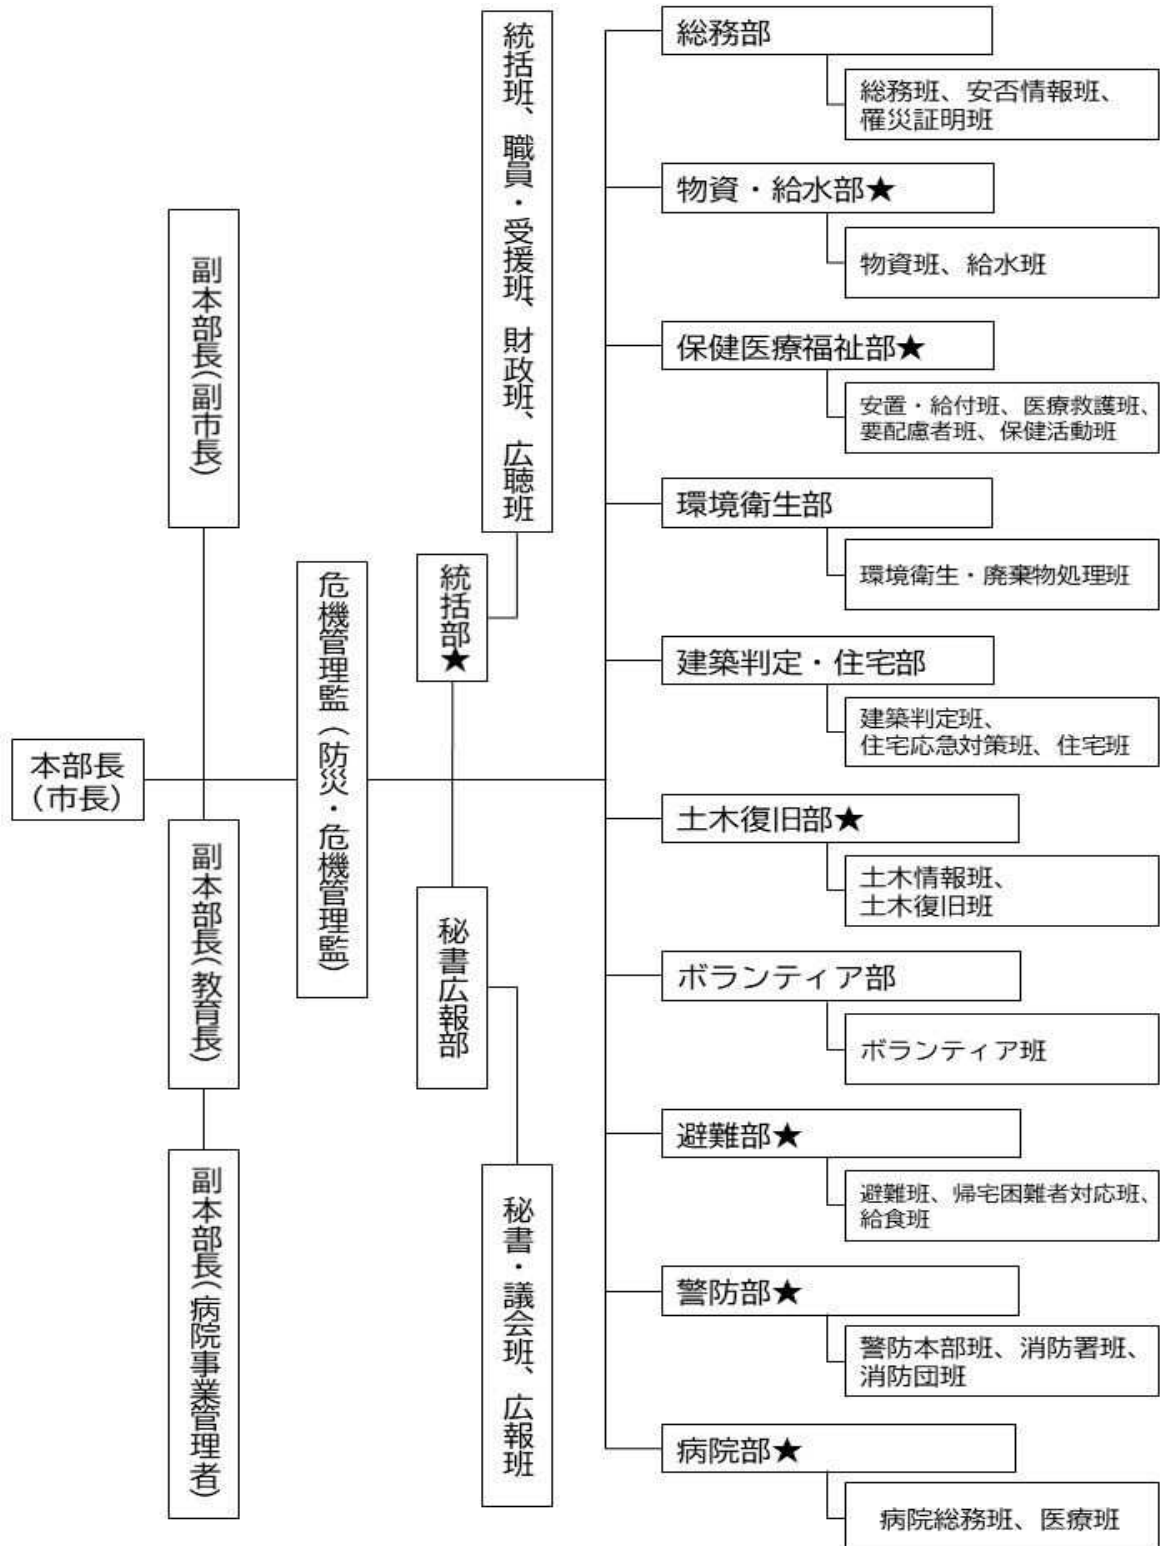 本部長
（市長）
副本部長（副市長）
副本部長（教育長）
副本部長（病院事業管理者）
危機管理監（防災・危機管理監）
統括部★
統括班、職員・受援班、財政班、広聴班
秘書広報部
秘書・議会班、広報班
総務部
総務班、安否情報班、
罹災証明班
物資・給水部★
物資班、給水班
保健医療福祉部★
安置・給付班、医療救護班、
要配慮者班、保健活動班
環境衛生部
環境衛生・廃棄物処理班
建築判定・住宅部
建築判定班、
住宅応急対策班、住宅班
土木復旧部★
土木情報班、
土木復旧班
ボランティア部
ボランティア班
避難部★
避難班、帰宅困難者対応班、
給食班
警防部★
警防本部班、消防署班、
消防団班
病院部★
病院総務班、医療班